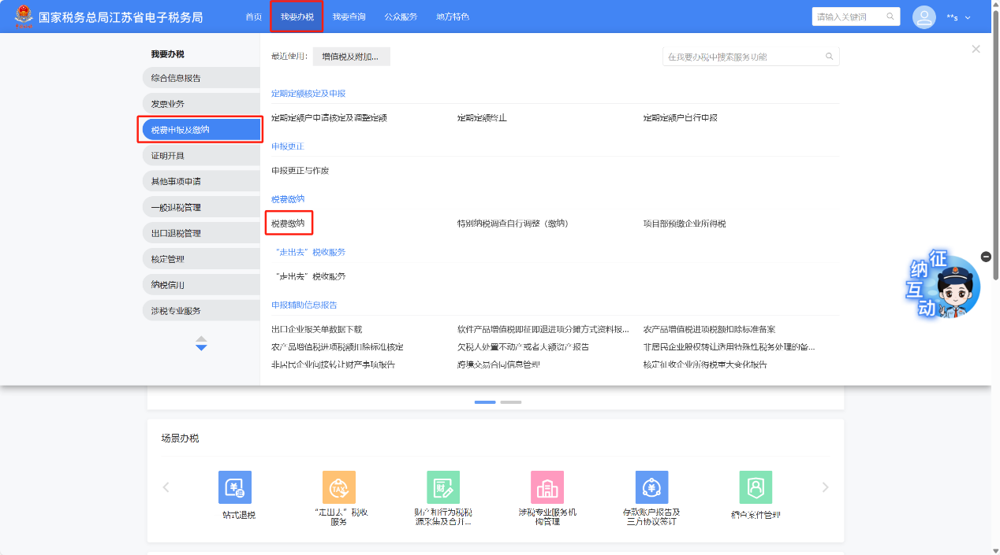 国家税务总局江苏省电子税务局
首页
我要办税
我要查询
公众服务
地方特色
请输入关键词
**s
我要办税
综合信息报告
发票业务
税费申报及缴纳
证明开具
其他事项申请
一般退税管理
出口退税管理
核定管理
纳税信用
涉税专业服务
最近使用:
增值税及附加...
在我要办税中搜索服务功能
定期定额核定及申报
定期定额户申请核定及调整定额
定期定额终止
定期定额户自行申报
申报更正
申报更正与作废
税费缴纳
税费缴纳
特别纳税调查自行调整（缴纳）
项目部预缴企业所得税
“走出去”税收服务
“走出去”税收服务
申报辅助信息报告
出口企业报关单数据下载
软件产品增值税即征即退进项分摊方式资料报...
农产品增值税进项税额扣除标准备案
农产品增值税进项税额扣除标准核定
欠税人处置不动产或者大额资产报告
非居民企业股权转让适用特殊性税务处理的备...
非居民企业间接转让财产事项报告
跨境交易合同信息管理
核定征收企业所得税重大变化报告
征
纳
互
动
场景办税
一站式退税
“走出去”税收
服务
财产和行为税税
源采集及合并...
涉税专业服务机
构管理
存款账户报告及
三方协议签订
稽查案件管理
TAX
财